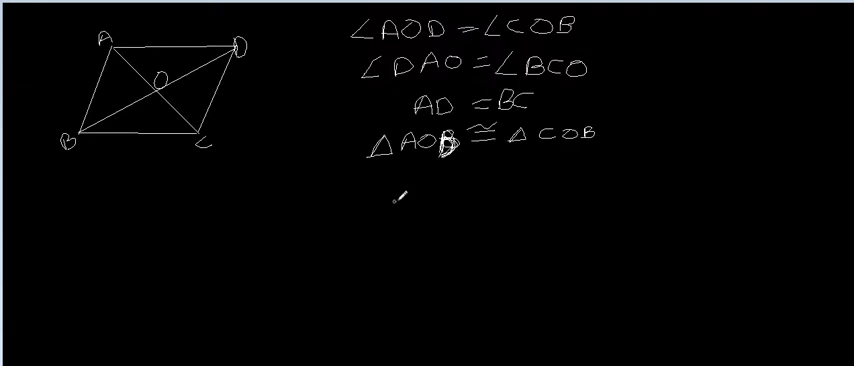 A
D
∠AOD = ∠COB
O
∠DAO = ∠BCO
AD = BC
B
C
△AOD ≅ △COB